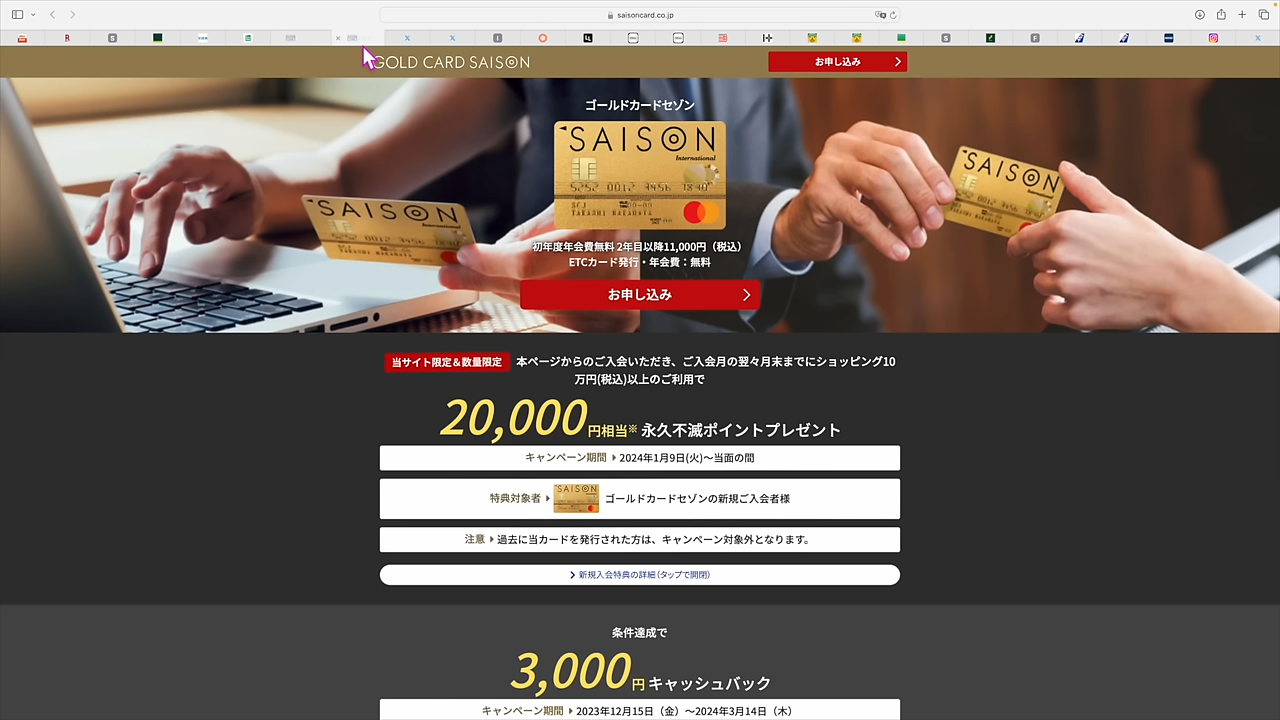 saisoncard.co.jp
GOLD CARD SAISON
お申し込み
ゴールドカードセゾン
SAISON
International
5252 0012 3456 1840
TAKASHI NAKAHATA
SAISON
International
SAISON
初年度年会費無料 2年目以降11,000円（税込）
ETCカード発行・年会費：無料
お申し込み
当サイト限定＆数量限定 本ページからのご入会いただき、ご入会月の翌々月末までにショッピング10
万円(税込)以上のご利用で
20,000円相当※ 永久不滅ポイントプレゼント
キャンペーン期間 2024年1月9日(火)～当面の間
特典対象者 SAISON ゴールドカードセゾンの新規ご入会者様
注意 過去に当カードを発行された方は、キャンペーン対象外となります。
新規入会特典の詳細(タップで開閉)
条件達成で
3,000円 キャッシュバック
キャンペーン期間 2023年12月15日（金）～2024年3月14日（木）